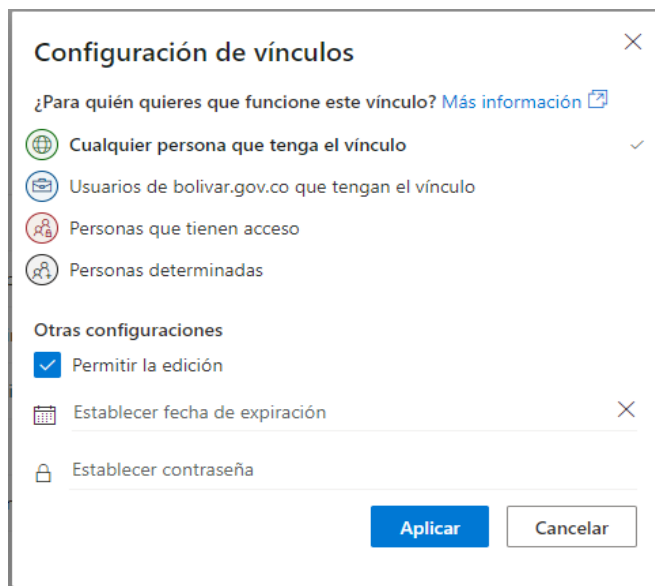 Configuración de vínculos
¿Para quién quieres que funcione este vínculo? Más información
Cualquier persona que tenga el vínculo
Usuarios de bolivar.gov.co que tengan el vínculo
Personas que tienen acceso
Personas determinadas
Otras configuraciones
Permitir la edición
Establecer fecha de expiración
Establecer contraseña
Aplicar Cancelar